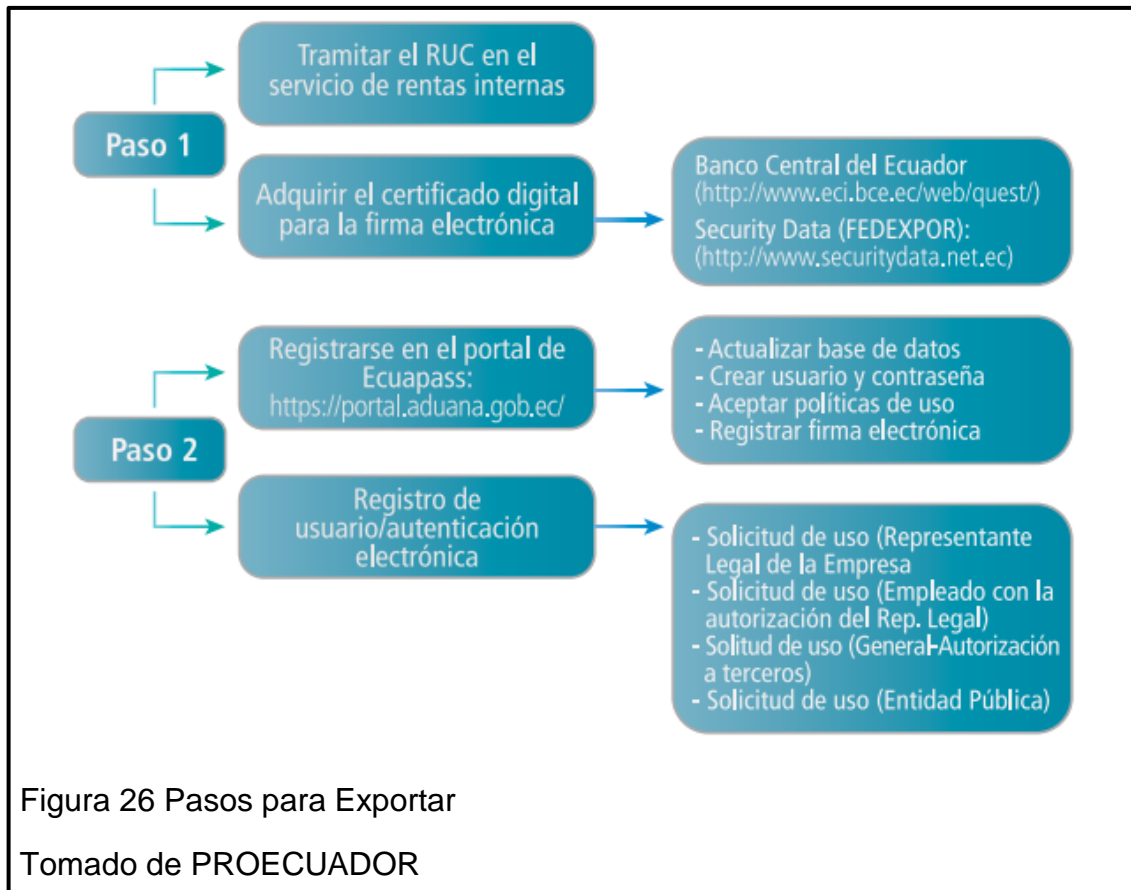 Paso 1
Tramitar el RUC en el
servicio de rentas internas
Adquirir el certificado digital
para la firma electrónica
Banco Central del Ecuador
(http://www.eci.bce.ec/web/quest/)
Security Data (FEDEXPOR):
(http://www.securitydata.net.ec)
Paso 2
Registrarse en el portal de
Ecuapass:
https://portal.aduana.gob.ec/
- Actualizar base de datos
- Crear usuario y contraseña
- Aceptar políticas de uso
- Registrar firma electrónica
Registro de
usuario/autenticación
electrónica
- Solicitud de uso (Representante
Legal de la Empresa
- Solicitud de uso (Empleado con la
autorización del Rep. Legal)
- Solitud de uso (General-Autorización
a terceros)
- Solicitud de uso (Entidad Pública)
Figura 26 Pasos para Exportar
Tomado de PROECUADOR